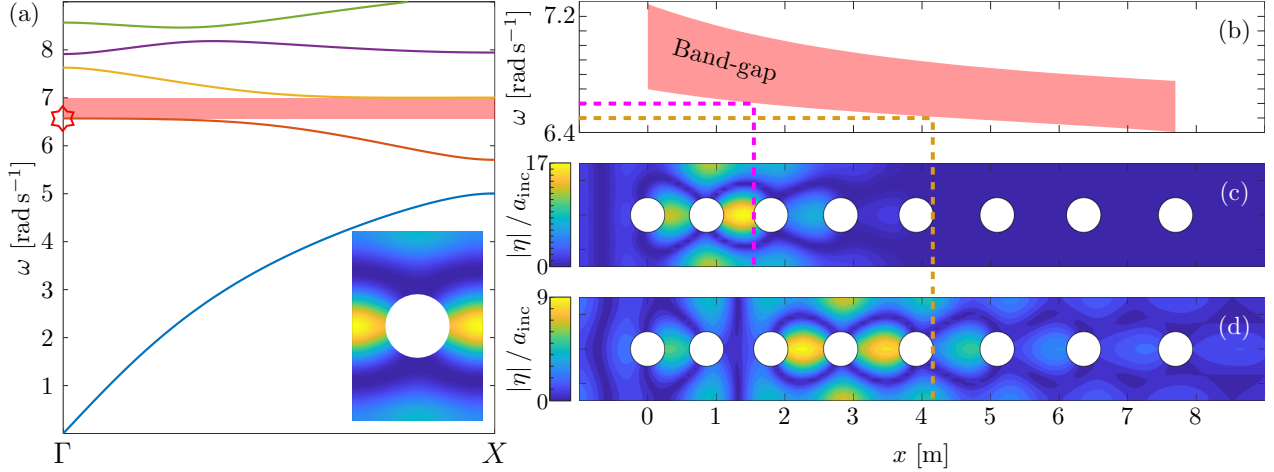 (a)
ω [rad s⁻¹]
8
7
6
5
4
3
2
1
Γ
X
(b)
ω [rad s⁻¹]
7.2
6.4
Band-gap
(c)
|η| / a_inc
17
0
(d)
|η| / a_inc
9
0
0 1 2 3 4 5 6 7 8
x [m]